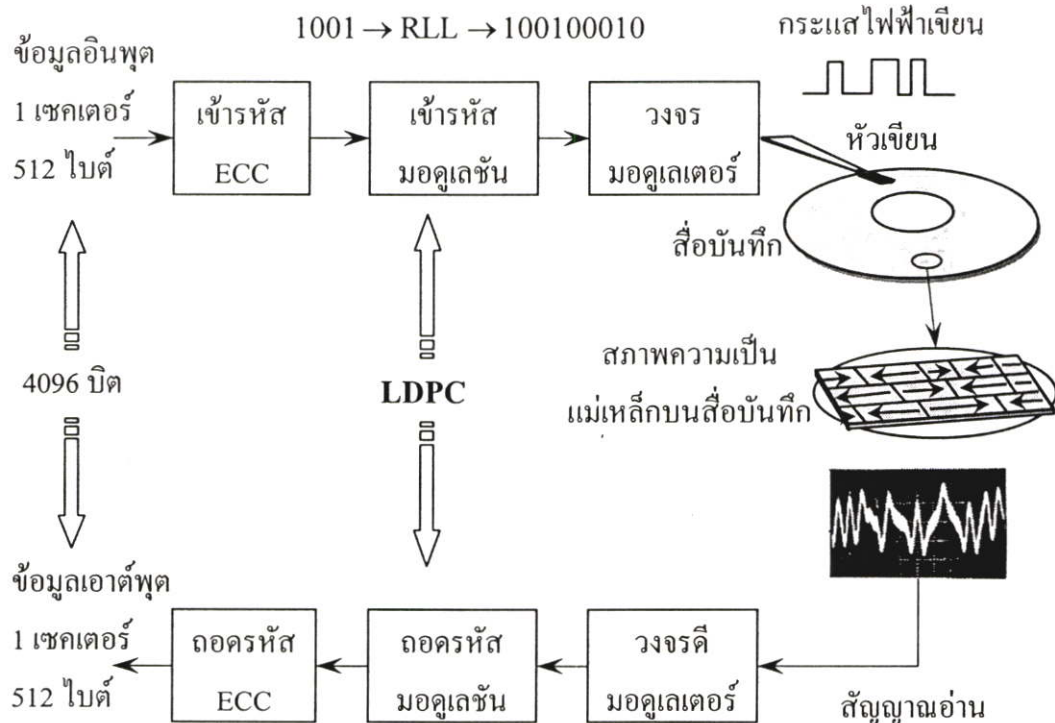 1001 → RLL → 100100010
กระแสไฟฟ้าเขียน
ข้อมูลอินพุต
1 เซคเตอร์
512 ไบต์
เข้ารหัส
ECC
เข้ารหัส
มอดูเลชัน
วงจร
มอดูเลเตอร์
หัวเขียน
สื่อบันทึก
4096 บิต
LDPC
สภาพความเป็น
แม่เหล็กบนสื่อบันทึก
ข้อมูลเอาต์พุต
1 เซคเตอร์
512 ไบต์
ถอดรหัส
ECC
ถอดรหัส
มอดูเลชัน
วงจรดี
มอดูเลเตอร์
สัญญาณอ่าน